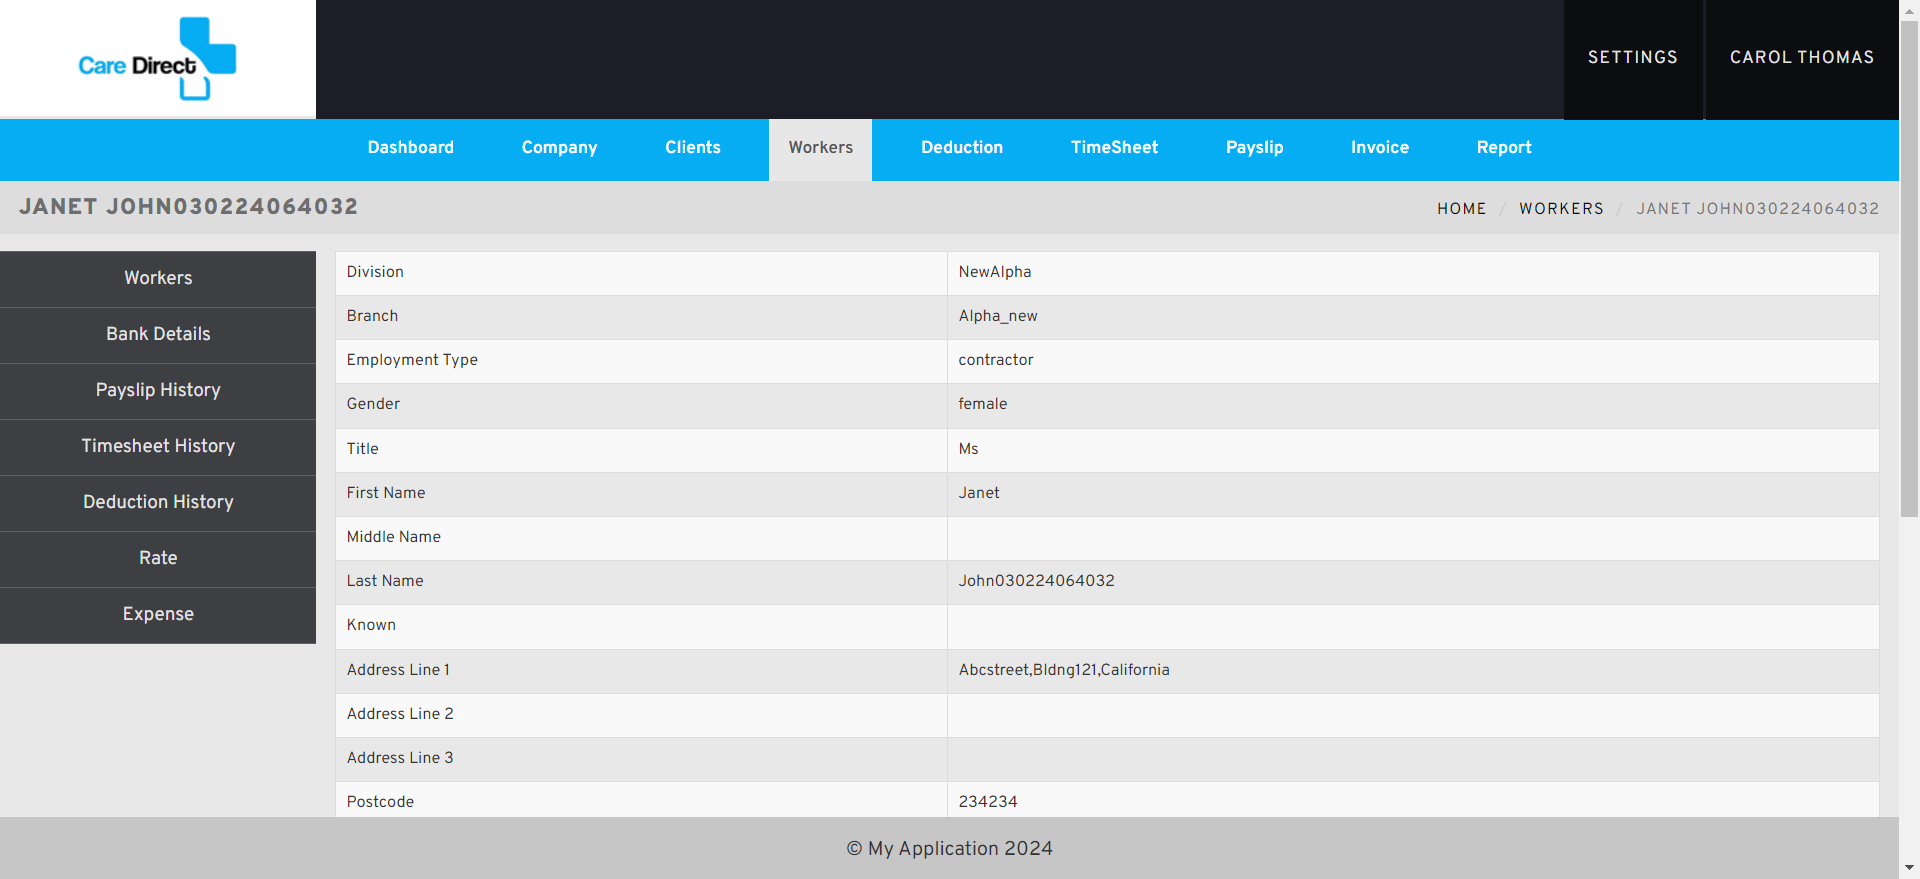 Care Direct
SETTINGS
CAROL THOMAS
Dashboard
Company
Clients
Workers
Deduction
TimeSheet
Payslip
Invoice
Report
JANET JOHN030224064032
HOME / WORKERS / JANET JOHN030224064032
Workers
Bank Details
Payslip History
Timesheet History
Deduction History
Rate
Expense
Division NewAlpha
Branch Alpha_new
Employment Type contractor
Gender female
Title Ms
First Name Janet
Middle Name
Last Name John030224064032
Known
Address Line 1 Abcstreet,Bldng121,California
Address Line 2
Address Line 3
Postcode 234234
© My Application 2024